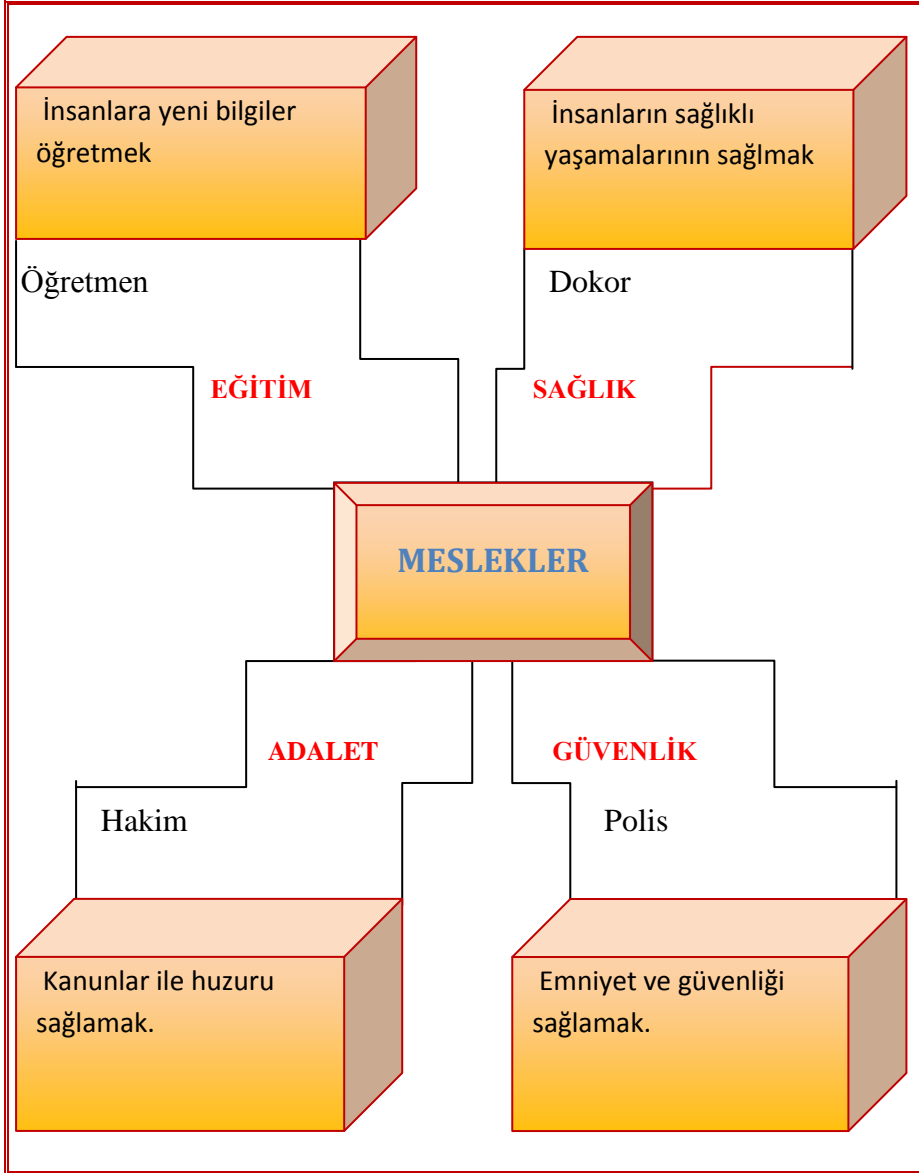 İnsanlara yeni bilgiler
öğretmek
İnsanların sağlıklı
yaşamalarının sağlmak
Öğretmen
Dokor
EĞİTİM
SAĞLIK
MESLEKLER
ADALET
GÜVENLİK
Hakim
Polis
Kanunlar ile huzuru
sağlamak.
Emniyet ve güvenliği
sağlamak.